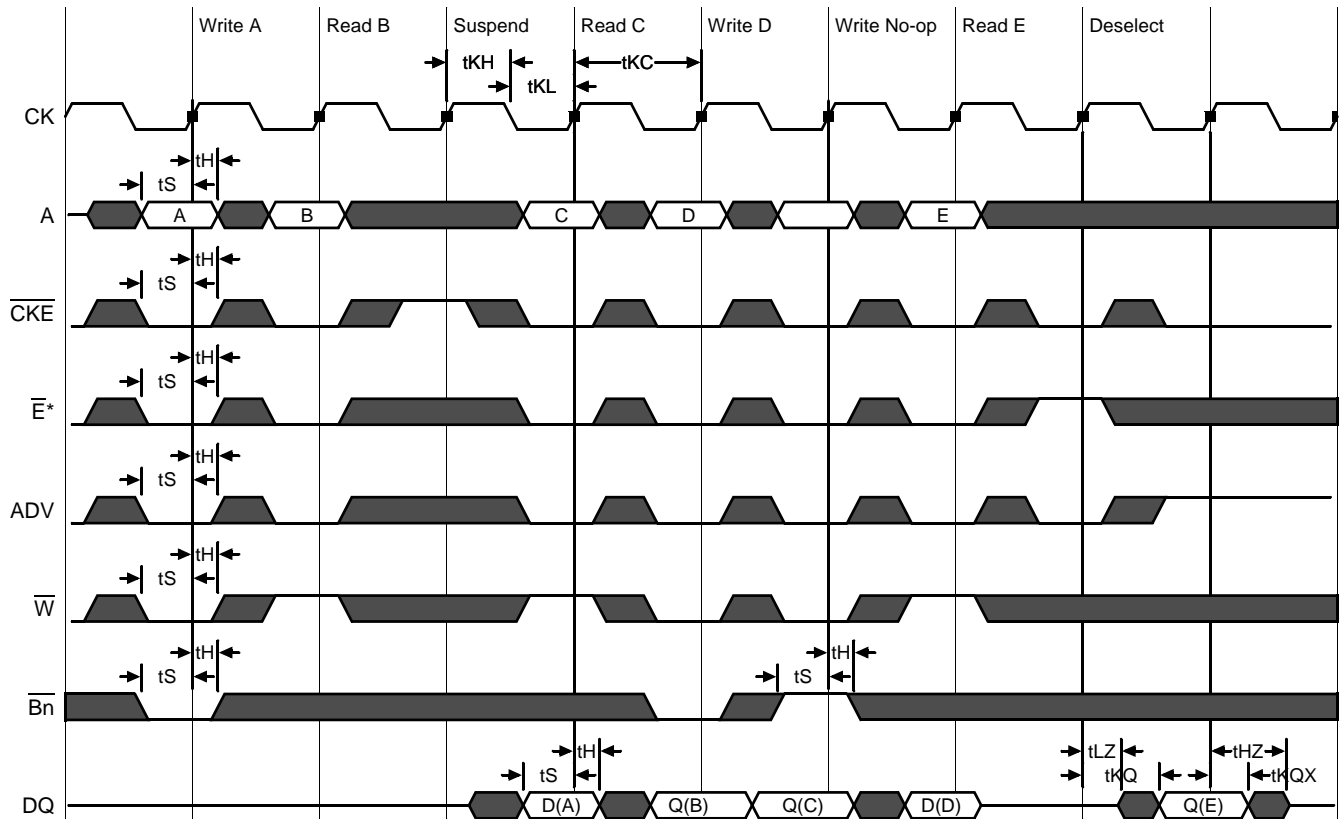 Write A Read B Suspend Read C Write D Write No-op Read E Deselect
tKH tKC
tKL
CK
tH
tS
A A B C D E
tH
tS
CKE
tH
tS
E*
tH
tS
ADV
tH
tS
W
tH tH
tS tS
Bn
tH tLZ tHZ
tS tKQ tKQX
DQ D(A) Q(B) Q(C) D(D) Q(E)